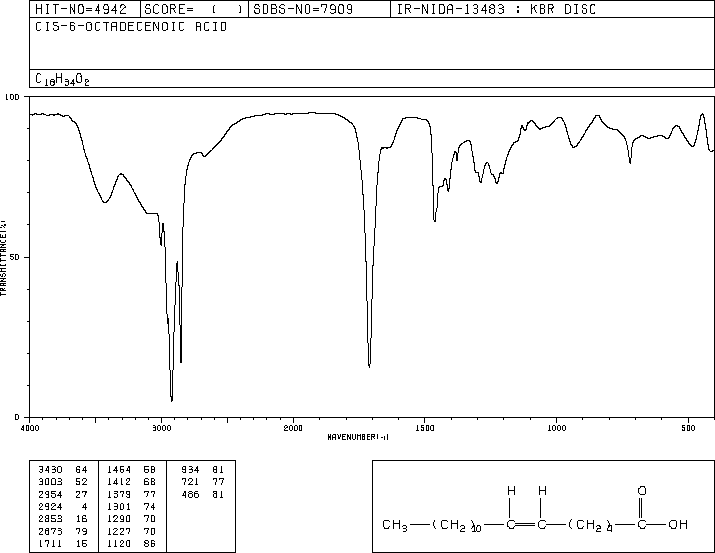 HIT-NO=4942 SCORE= ( ) SDBS-NO=7909 IR-NIDA-13483 : KBR DISC
CIS-6-OCTADECENOIC ACID
C18H34O2
100
50
0
TRANSMITTANCE(%)
4000 3000 2000 1500 1000 500
WAVENUMBER(-1)
3430 64 1464 58 934 81
3003 52 1412 68 721 77
2954 27 1379 77 486 81
2924 4 1301 74
2853 16 1290 70
2673 79 1227 70
1711 15 1120 86
H H O
CH3 (CH2)10 C C (CH2)4 C OH